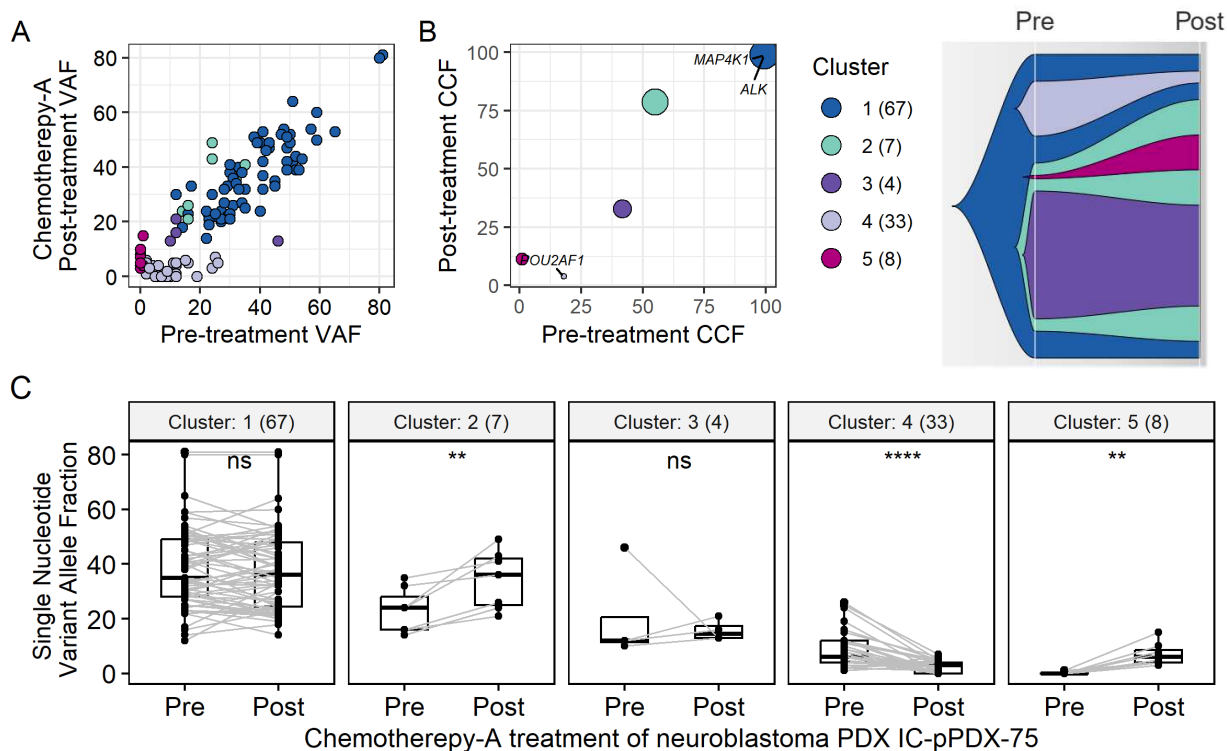 A
Chemotherepy-A
Post-treatment VAF
80
60
40
20
0
0 20 40 60 80
Pre-treatment VAF
B
Post-treatment CCF
100
75
50
25
0
MAP4K1
ALK
POU2AF1
0 25 50 75 100
Pre-treatment CCF
Cluster
1 (67)
2 (7)
3 (4)
4 (33)
5 (8)
Pre Post
C
Single Nucleotide
Variant Allele Fraction
80
60
40
20
0
Cluster: 1 (67) Cluster: 2 (7) Cluster: 3 (4) Cluster: 4 (33) Cluster: 5 (8)
ns ** ns **** **
Pre Post Pre Post Pre Post Pre Post Pre Post
Chemotherepy-A treatment of neuroblastoma PDX IC-pPDX-75